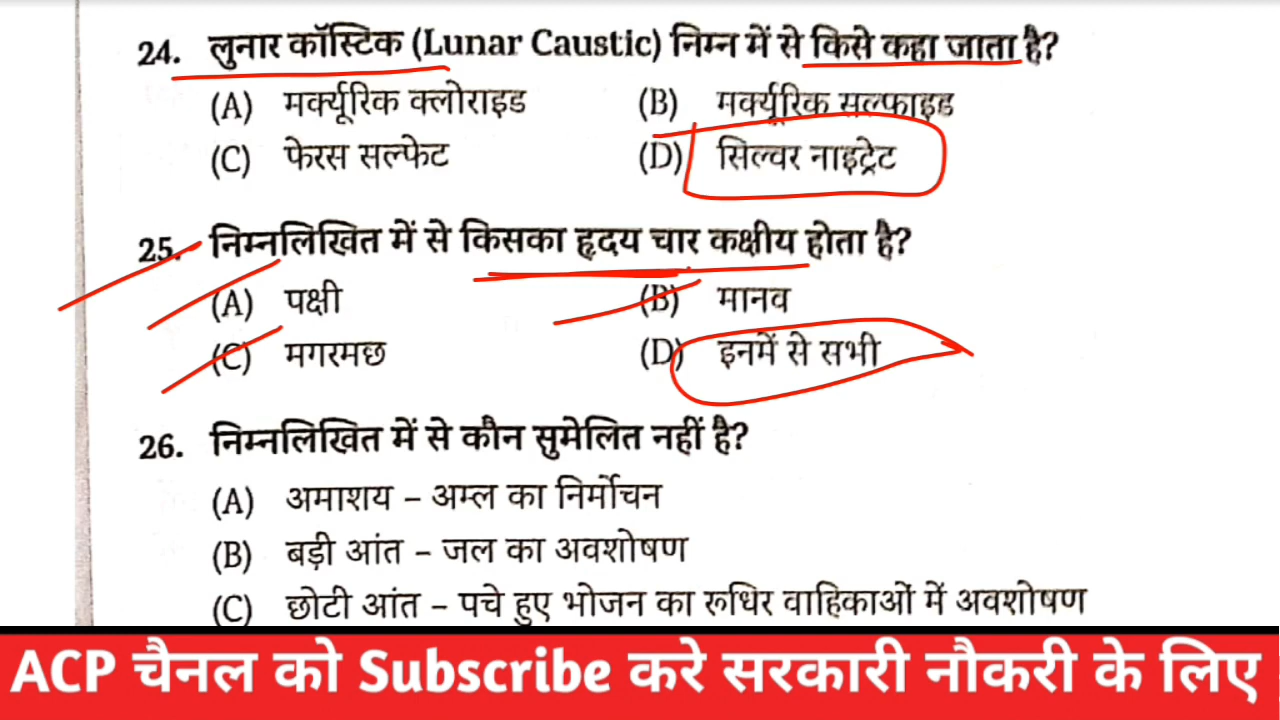 24. लुनार कॉस्टिक (Lunar Caustic) निम्न में से किसे कहा जाता है?
(A) मर्क्यूरिक क्लोराइड (B) मर्क्यूरिक सल्फाइड
(C) फेरस सल्फेट (D) सिल्वर नाइट्रेट
25. निम्नलिखित में से किसका हृदय चार कक्षीय होता है?
(A) पक्षी (B) मानव
(C) मगरमछ (D) इनमें से सभी
26. निम्नलिखित में से कौन सुमेलित नहीं है?
(A) अमाशय – अम्ल का निर्मोचन
(B) बड़ी आंत – जल का अवशोषण
(C) छोटी आंत – पचे हुए भोजन का रूधिर वाहिकाओं में अवशोषण
ACP चैनल को Subscribe करे सरकारी नौकरी के लिए